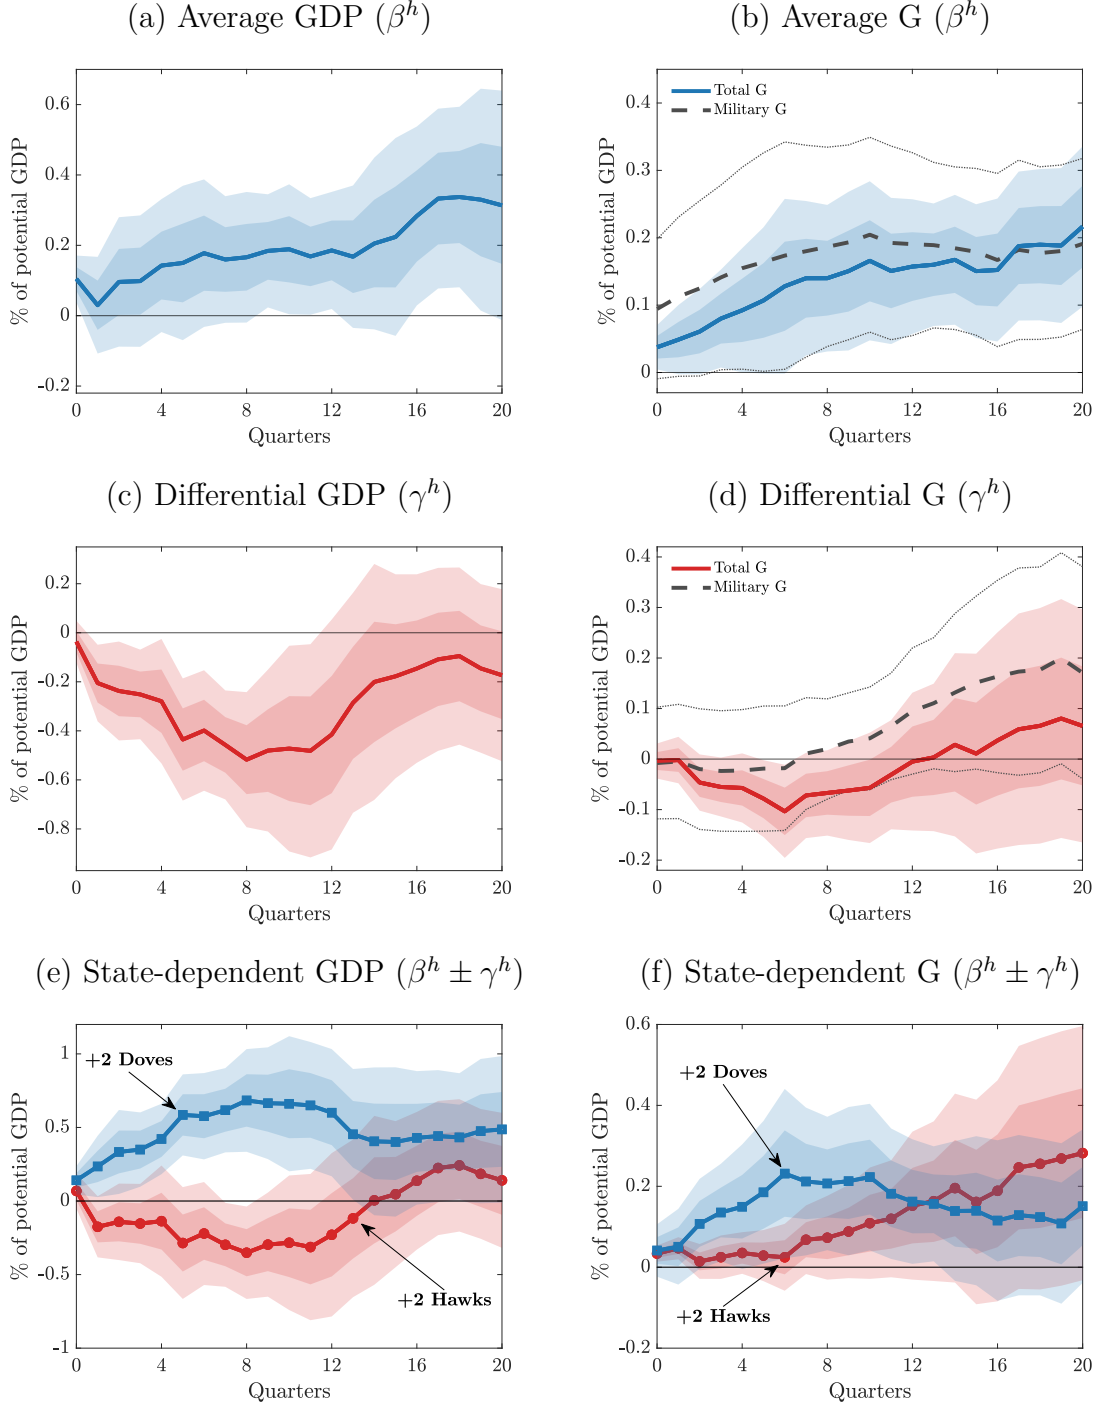 (a) Average GDP (β^h)
% of potential GDP
0.6
0.4
0.2
0
-0.2
0 4 8 12 16 20
Quarters
(b) Average G (β^h)
% of potential GDP
Total G
Military G
0.4
0.3
0.2
0.1
0
0 4 8 12 16 20
Quarters
(c) Differential GDP (γ^h)
% of potential GDP
0.2
0
-0.2
-0.4
-0.6
-0.8
0 4 8 12 16 20
Quarters
(d) Differential G (γ^h)
% of potential GDP
Total G
Military G
0.4
0.3
0.2
0.1
0
-0.1
-0.2
0 4 8 12 16 20
Quarters
(e) State-dependent GDP (β^h ± γ^h)
% of potential GDP
1
0.5
0
-0.5
-1
+2 Doves
+2 Hawks
0 4 8 12 16 20
Quarters
(f) State-dependent G (β^h ± γ^h)
% of potential GDP
0.6
0.4
0.2
0
-0.2
+2 Doves
+2 Hawks
0 4 8 12 16 20
Quarters